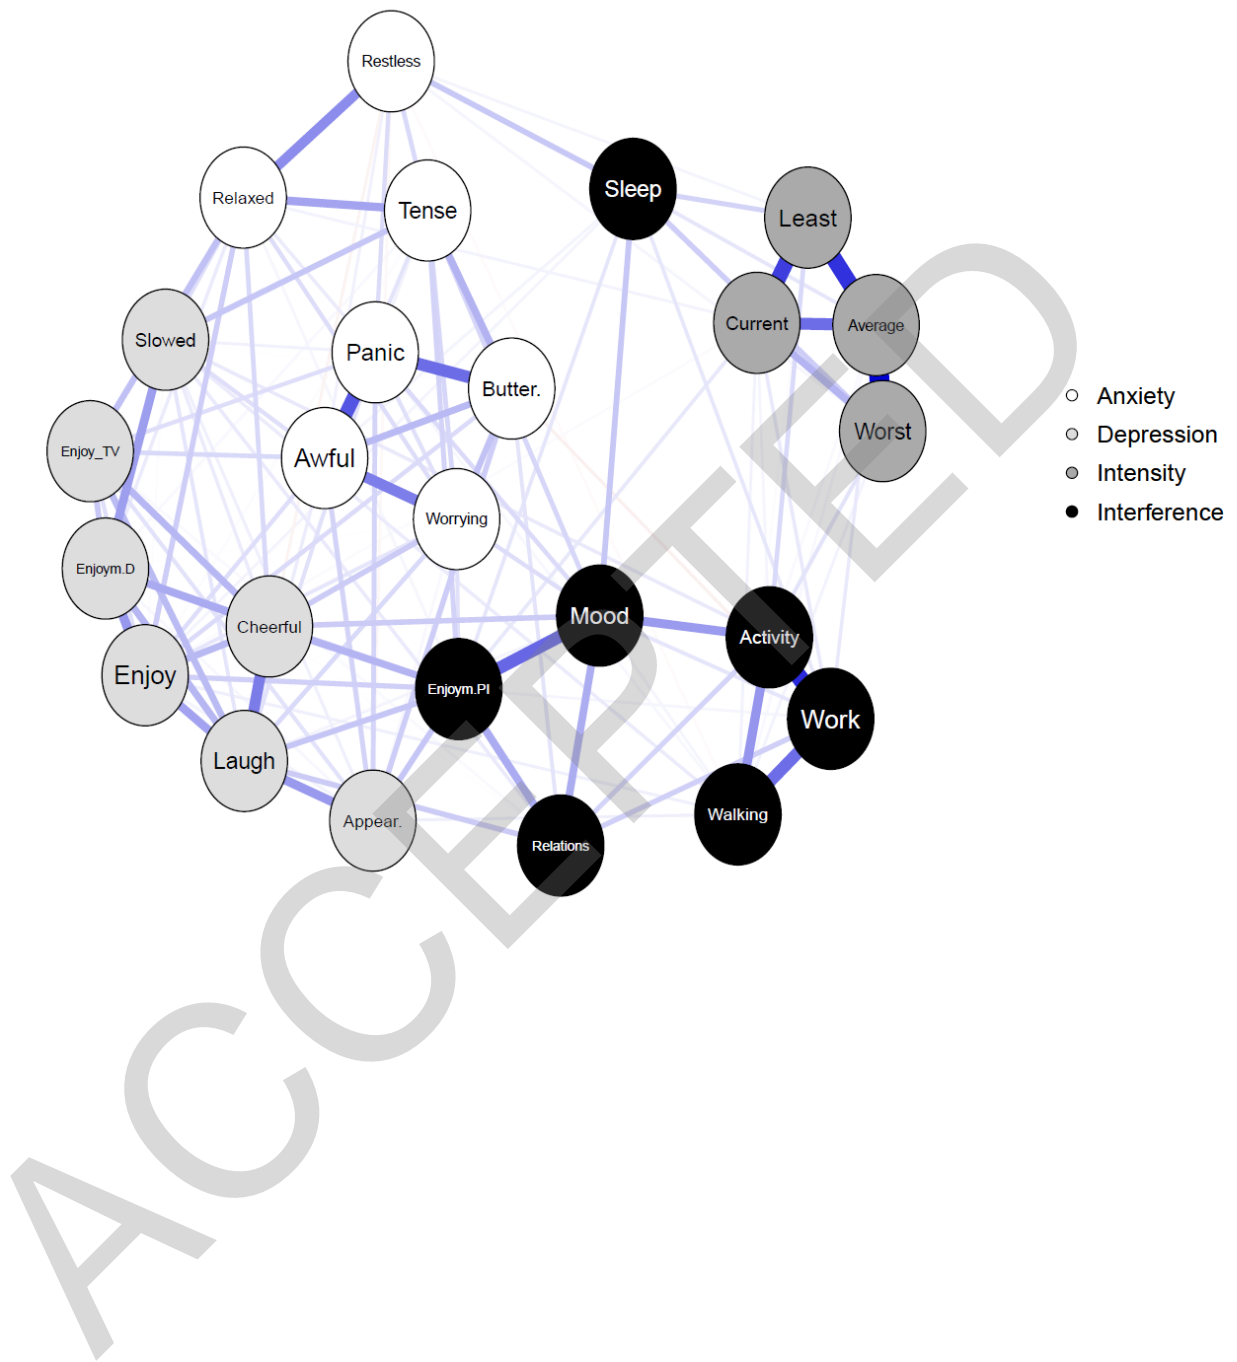 Restless
Sleep
Relaxed
Tense
Least
Current
Average
Slowed
Panic
Butter.
Anxiety
Depression
Worst
Enjoy_TV
Awful
Intensity
Worrying
Interference
Enjoym.D
Mood
Cheerful
Activity
Enjoy
Enjoym.Pl
Work
Laugh
Walking
Appear.
Relations
ACCEPTED